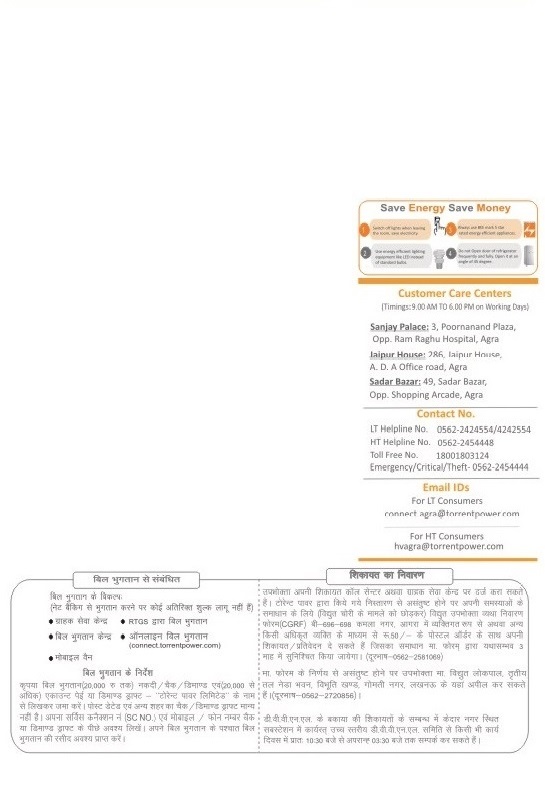 Save Energy Save Money
1 Switch off lights when leaving
the room, save electricity.
3 Always use BEE mark 5 star
rated energy efficient appliances.
2 Use energy efficient lighting
equipment like LED instead
of standard bulbs.
4 Do not Open door of refrigerator
frequently and fully. Open it at an
angle of 45 degree.
Customer Care Centers
(Timings: 9.00 AM TO 6.00 PM on Working Days)
Sanjay Palace: 3, Poornanand Plaza,
Opp. Ram Raghu Hospital, Agra
Jaipur House: 286, Jaipur House,
A. D. A Office road, Agra
Sadar Bazar: 49, Sadar Bazar,
Opp. Shopping Arcade, Agra
Contact No.
LT Helpline No. 0562-2424554/4242554
HT Helpline No. 0562-2454448
Toll Free No. 18001803124
Emergency/Critical/Theft- 0562-2454444
Email IDs
For LT Consumers
connect.agra@torrentpower.com
For HT Consumers
hvagra@torrentpower.com
बिल भुगतान से संबंधित
बिल भुगतान के विकल्पः
(नेट बैंकिंग से भुगतान करने पर कोई अतिरिक्त शुल्क लागू नहीं हैं)
• ग्राहक सेवा केन्द्र • RTGS द्वारा बिल भुगतान
• बिल भुगतान केन्द्र • ऑनलाइन बिल भुगतान
(connect.torrentpower.com)
• मोबाइल वैन
बिल भुगतान के निर्देश
कृपया बिल भुगतान(20,000 रु तक) नकदी/चैक/डिमाण्ड एवं(20,000 से
अधिक) एकाउन्ट पेई या डिमाण्ड ड्राफ्ट – "टोरेन्ट पावर लिमिटेड" के नाम
से लिखकर जमा करें। पोस्ट डेटेड एवं अन्य शहर का चैक/डिमाण्ड ड्राफ्ट मान्य
नहीं है। अपना सर्विस कनैक्शन नं (SC NO.) एवं मोबाइल / फोन नम्बर चैक
या डिमाण्ड ड्राफ्ट के पीछे अवश्य लिखें। अपने बिल भुगतान के पश्चात बिल
भुगतान की रसीद अवश्य प्राप्त करें।
शिकायत का निवारण
उपभोक्ता अपनी शिकायत कॉल सेन्टर अथवा ग्राहक सेवा केन्द्र पर दर्ज करा सकते
हैं। टोरेन्ट पावर द्वारा किये गये निस्तारण से असंतुष्ट होने पर अपनी समस्याओं के
समाधान के लिये (विद्युत चोरी के मामले को छोड़कर) विद्युत उपभोक्ता व्यथा निवारण
फोरम(CGRF) बी–696–698 कमला नगर, आगरा में व्यक्तिगत रुप से अथवा अन्य
किसी अधिकृत व्यक्ति के माध्यम से रू.50/– के पोस्टल ऑर्डर के साथ अपनी
शिकायत/प्रतिवेदन दे सकते हैं जिसका समाधान मा. फोरम् द्वारा यथासम्भव 3
माह में सुनिश्चित किया जायेगा। (दूरभाष–0562–2581069)
मा. फोरम के निर्णय से असंतुष्ट होने पर उपभोक्ता मा. विद्युत लोकपाल, तृतीय
तल नेडा भवन, विभूति खण्ड, गोमती नगर, लखनऊ के यहां अपील कर सकते
हैं।(दूरभाष–0562–2720856)।
डी.वी.वी.एन.एल. के बकाया की शिकायतों के सम्बन्ध में केदार नगर स्थित
सबस्टेशन में कार्यरत् उच्च स्तरीय डी.वी.वी.एन.एल. समिति से किसी भी कार्य
दिवस में प्रातः 10:30 बजे से अपरान्ह 03:30 बजे तक सम्पर्क कर सकते हैं।